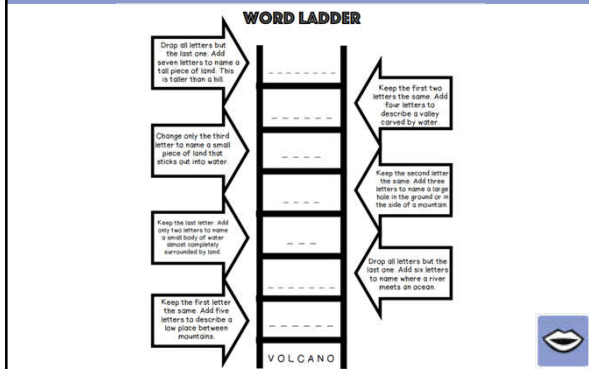 WORD LADDER
Drop all letters but
the last one. Add
seven letters to name a
tall piece of land. This
is taller than a hill.
Keep the first two
letters the same. Add
four letters to
describe a valley
carved by water.
Change only the third
letter to name a small
piece of land that
sticks out into water.
Keep the second letter
the same. Add three
letters to name a large
hole in the ground or in
the side of a mountain.
Keep the last letter. Add
only two letters to name
a small body of water
almost completely
surrounded by land.
Drop all letters but the
last one. Add six letters
to name where a river
meets an ocean.
Keep the first letter
the same. Add five
letters to describe a
low place between
mountains.
VOLCANO